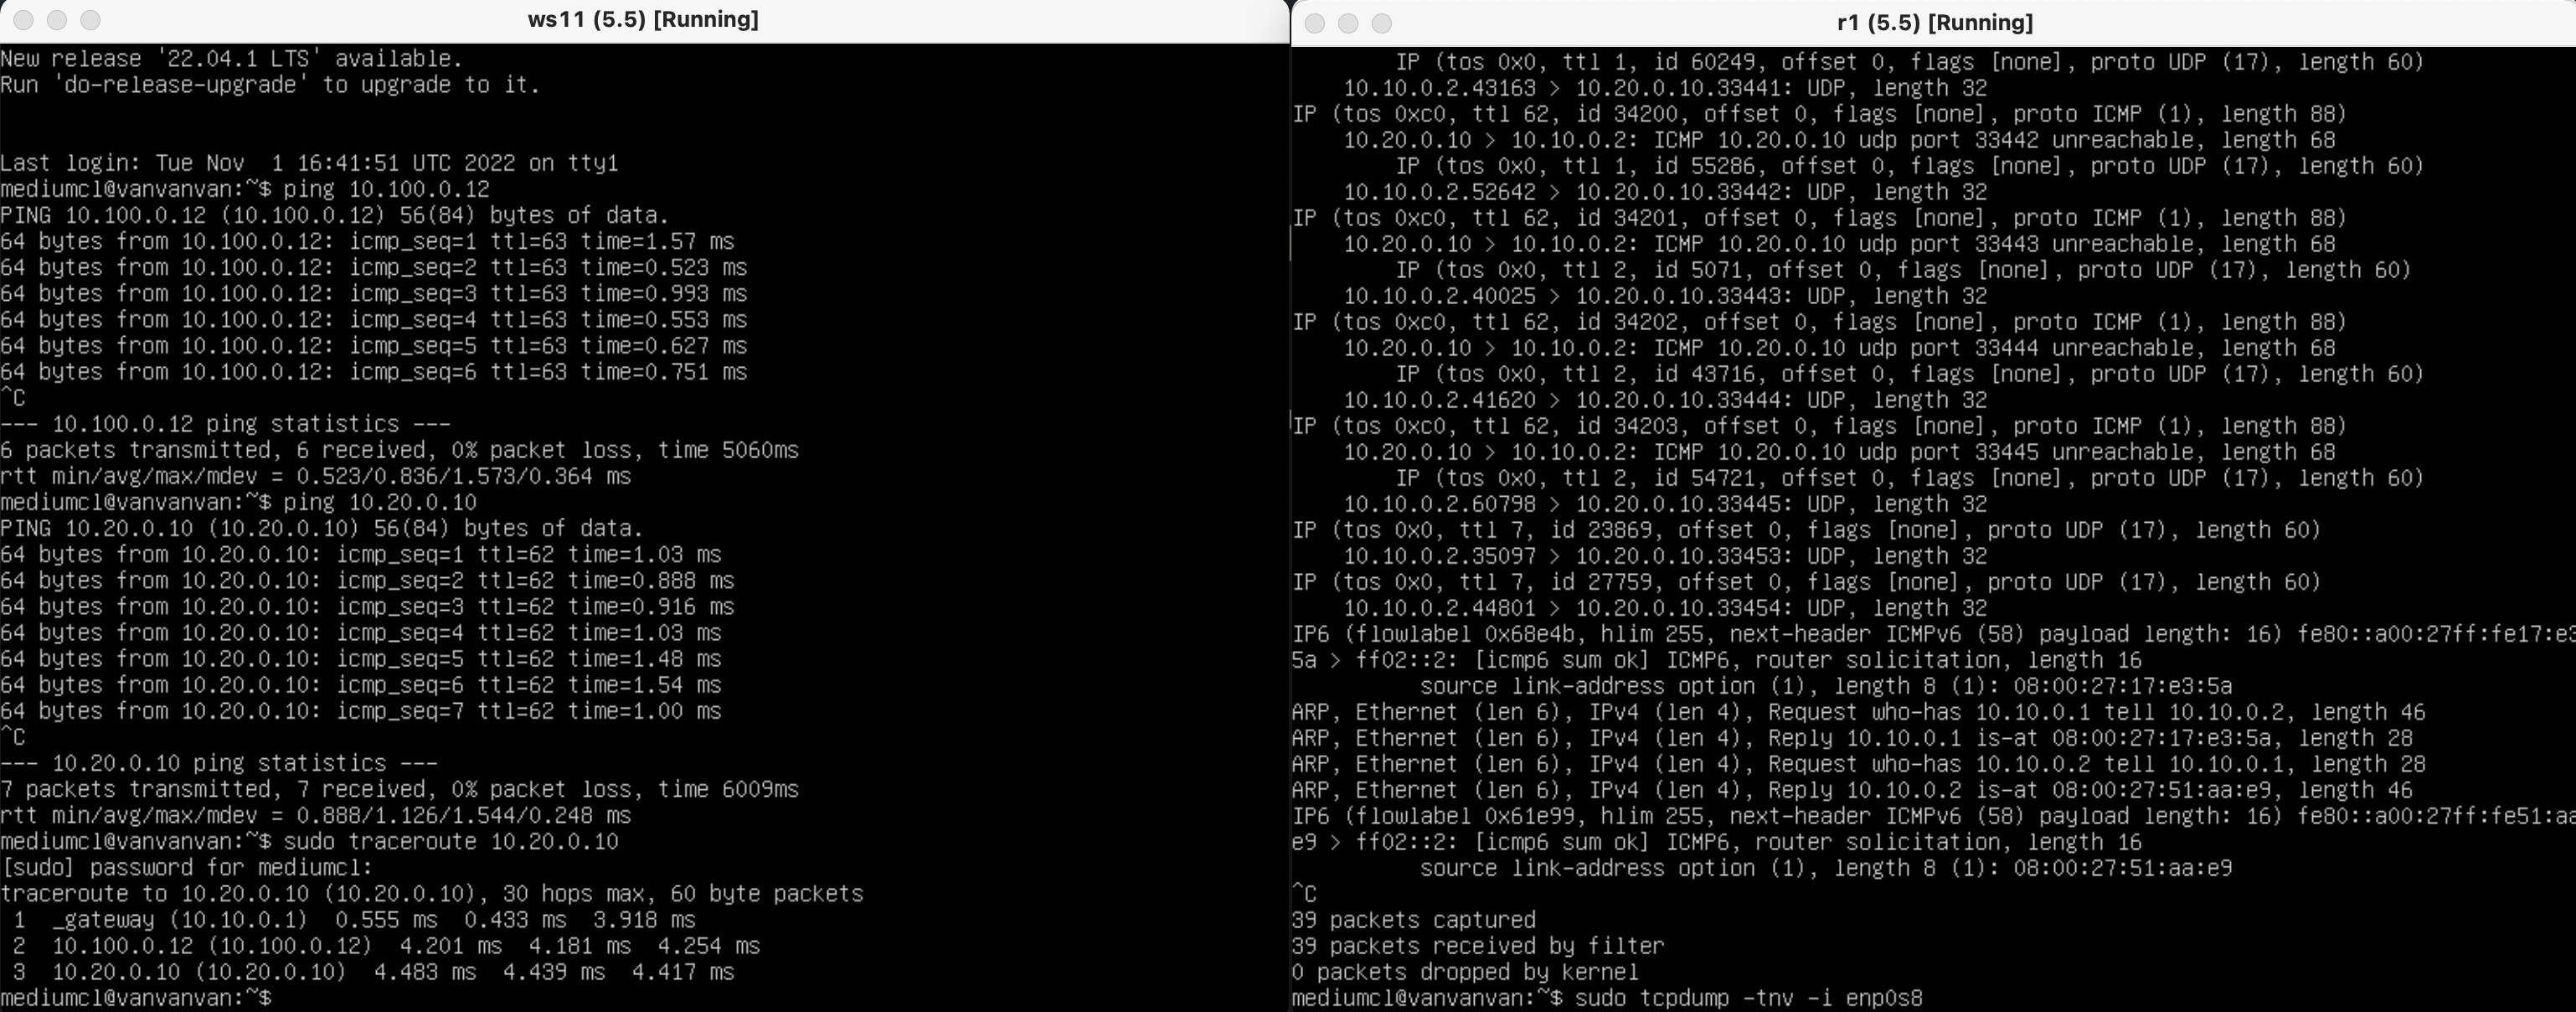 ws11 (5.5) [Running]
New release '22.04.1 LTS' available.
Run 'do-release-upgrade' to upgrade to it.
Last login: Tue Nov  1 16:41:51 UTC 2022 on tty1
mediumcl@vanvanvan:~$ ping 10.100.0.12
PING 10.100.0.12 (10.100.0.12) 56(84) bytes of data.
64 bytes from 10.100.0.12: icmp_seq=1 ttl=63 time=1.57 ms
64 bytes from 10.100.0.12: icmp_seq=2 ttl=63 time=0.523 ms
64 bytes from 10.100.0.12: icmp_seq=3 ttl=63 time=0.993 ms
64 bytes from 10.100.0.12: icmp_seq=4 ttl=63 time=0.553 ms
64 bytes from 10.100.0.12: icmp_seq=5 ttl=63 time=0.627 ms
64 bytes from 10.100.0.12: icmp_seq=6 ttl=63 time=0.751 ms
^C
--- 10.100.0.12 ping statistics ---
6 packets transmitted, 6 received, 0% packet loss, time 5060ms
rtt min/avg/max/mdev = 0.523/0.836/1.573/0.364 ms
mediumcl@vanvanvan:~$ ping 10.20.0.10
PING 10.20.0.10 (10.20.0.10) 56(84) bytes of data.
64 bytes from 10.20.0.10: icmp_seq=1 ttl=62 time=1.03 ms
64 bytes from 10.20.0.10: icmp_seq=2 ttl=62 time=0.888 ms
64 bytes from 10.20.0.10: icmp_seq=3 ttl=62 time=0.916 ms
64 bytes from 10.20.0.10: icmp_seq=4 ttl=62 time=1.03 ms
64 bytes from 10.20.0.10: icmp_seq=5 ttl=62 time=1.48 ms
64 bytes from 10.20.0.10: icmp_seq=6 ttl=62 time=1.54 ms
64 bytes from 10.20.0.10: icmp_seq=7 ttl=62 time=1.00 ms
^C
--- 10.20.0.10 ping statistics ---
7 packets transmitted, 7 received, 0% packet loss, time 6009ms
rtt min/avg/max/mdev = 0.888/1.126/1.544/0.248 ms
mediumcl@vanvanvan:~$ sudo traceroute 10.20.0.10
[sudo] password for mediumcl:
traceroute to 10.20.0.10 (10.20.0.10), 30 hops max, 60 byte packets
 1  _gateway (10.10.0.1)  0.555 ms  0.433 ms  3.918 ms
 2  10.100.0.12 (10.100.0.12)  4.201 ms  4.181 ms  4.254 ms
 3  10.20.0.10 (10.20.0.10)  4.483 ms  4.439 ms  4.417 ms
mediumcl@vanvanvan:~$
r1 (5.5) [Running]
        IP (tos 0x0, ttl 1, id 60249, offset 0, flags [none], proto UDP (17), length 60)
    10.10.0.2.43163 > 10.20.0.10.33441: UDP, length 32
IP (tos 0xc0, ttl 62, id 34200, offset 0, flags [none], proto ICMP (1), length 88)
    10.20.0.10 > 10.10.0.2: ICMP 10.20.0.10 udp port 33442 unreachable, length 68
        IP (tos 0x0, ttl 1, id 55286, offset 0, flags [none], proto UDP (17), length 60)
    10.10.0.2.52642 > 10.20.0.10.33442: UDP, length 32
IP (tos 0xc0, ttl 62, id 34201, offset 0, flags [none], proto ICMP (1), length 88)
    10.20.0.10 > 10.10.0.2: ICMP 10.20.0.10 udp port 33443 unreachable, length 68
        IP (tos 0x0, ttl 2, id 5071, offset 0, flags [none], proto UDP (17), length 60)
    10.10.0.2.40025 > 10.20.0.10.33443: UDP, length 32
IP (tos 0xc0, ttl 62, id 34202, offset 0, flags [none], proto ICMP (1), length 88)
    10.20.0.10 > 10.10.0.2: ICMP 10.20.0.10 udp port 33444 unreachable, length 68
        IP (tos 0x0, ttl 2, id 43716, offset 0, flags [none], proto UDP (17), length 60)
    10.10.0.2.41620 > 10.20.0.10.33444: UDP, length 32
IP (tos 0xc0, ttl 62, id 34203, offset 0, flags [none], proto ICMP (1), length 88)
    10.20.0.10 > 10.10.0.2: ICMP 10.20.0.10 udp port 33445 unreachable, length 68
        IP (tos 0x0, ttl 2, id 54721, offset 0, flags [none], proto UDP (17), length 60)
    10.10.0.2.60798 > 10.20.0.10.33445: UDP, length 32
IP (tos 0x0, ttl 7, id 23869, offset 0, flags [none], proto UDP (17), length 60)
    10.10.0.2.35097 > 10.20.0.10.33453: UDP, length 32
IP (tos 0x0, ttl 7, id 27759, offset 0, flags [none], proto UDP (17), length 60)
    10.10.0.2.44801 > 10.20.0.10.33454: UDP, length 32
IP6 (flowlabel 0x68e4b, hlim 255, next-header ICMPv6 (58) payload length: 16) fe80::a00:27ff:fe17:e3
5a > ff02::2: [icmp6 sum ok] ICMP6, router solicitation, length 16
          source link-address option (1), length 8 (1): 08:00:27:17:e3:5a
ARP, Ethernet (len 6), IPv4 (len 4), Request who-has 10.10.0.1 tell 10.10.0.2, length 46
ARP, Ethernet (len 6), IPv4 (len 4), Reply 10.10.0.1 is-at 08:00:27:17:e3:5a, length 28
ARP, Ethernet (len 6), IPv4 (len 4), Request who-has 10.10.0.2 tell 10.10.0.1, length 28
ARP, Ethernet (len 6), IPv4 (len 4), Reply 10.10.0.2 is-at 08:00:27:51:aa:e9, length 46
IP6 (flowlabel 0x61e99, hlim 255, next-header ICMPv6 (58) payload length: 16) fe80::a00:27ff:fe51:aa
e9 > ff02::2: [icmp6 sum ok] ICMP6, router solicitation, length 16
          source link-address option (1), length 8 (1): 08:00:27:51:aa:e9
^C
39 packets captured
39 packets received by filter
0 packets dropped by kernel
mediumcl@vanvanvan:~$ sudo tcpdump -tnv -i enp0s8